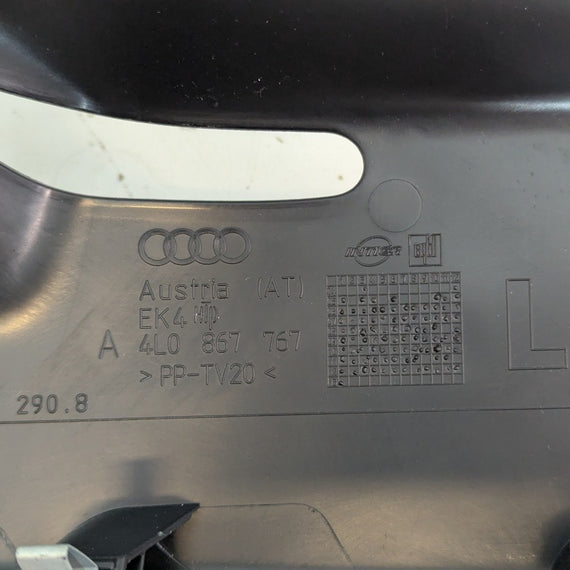 Austria (AT)
EK4
A 4L0 867 767
>PP-TV20<
290.8
L